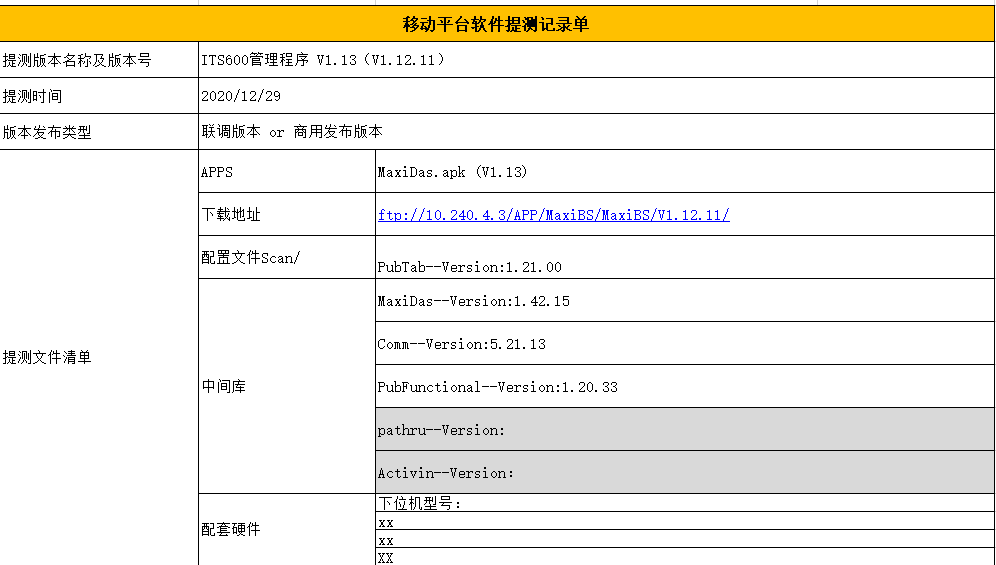 移动平台软件提测记录单
提测版本名称及版本号
ITS600管理程序 V1.13（V1.12.11）
提测时间
2020/12/29
版本发布类型
联调版本 or 商用发布版本
提测文件清单
APPS
MaxiDas.apk (V1.13)
下载地址
ftp://10.240.4.3/APP/MaxiBS/MaxiBS/V1.12.11/
配置文件Scan/
PubTab--Version:1.21.00
中间库
MaxiDas--Version:1.42.15
Comm--Version:5.21.13
PubFunctional--Version:1.20.33
pathru--Version:
Activin--Version：
配套硬件
下位机型号：
xx
xx
XX